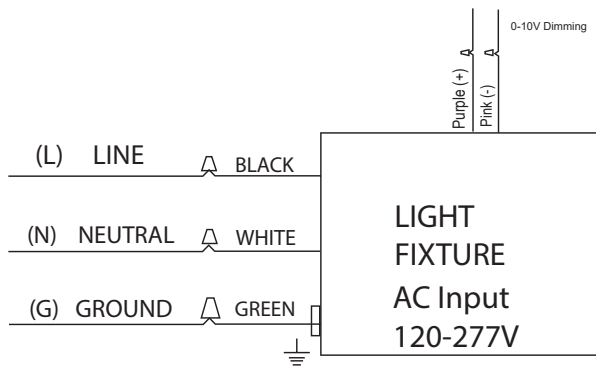 0-10V Dimming
Purple (+)
Pink (-)
(L) LINE BLACK
(N) NEUTRAL WHITE
(G) GROUND GREEN
LIGHT
FIXTURE
AC Input
120-277V